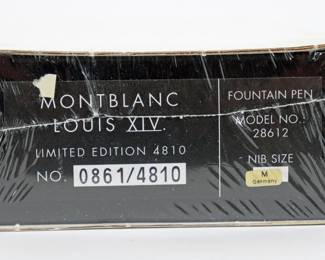 MONTBLANC
LOUIS XIV.
LIMITED EDITION 4810
NO. 0861/4810
FOUNTAIN PEN
MODEL NO.:
28612
NIB SIZE
M
Germany